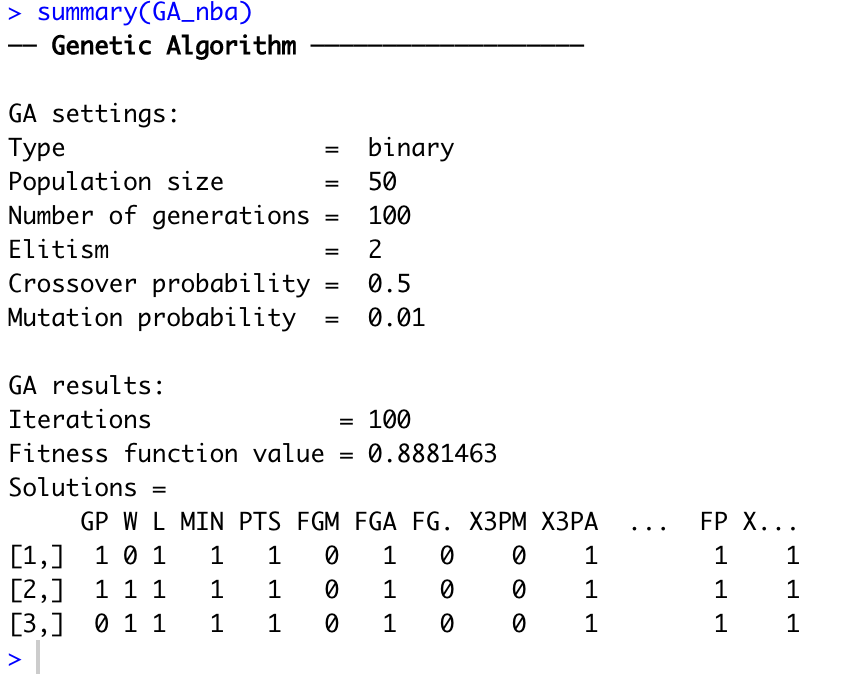 > summary(GA_nba)
── Genetic Algorithm ───────────────────
GA settings:
Type                  =  binary
Population size       =  50
Number of generations =  100
Elitism               =  2
Crossover probability =  0.5
Mutation probability  =  0.01
GA results:
Iterations             = 100
Fitness function value = 0.8881463
Solutions =
     GP W L MIN PTS FGM FGA FG. X3PM X3PA  ...  FP X...
[1,]  1 0 1   1   1   0   1   0    0    1        1    1
[2,]  1 1 1   1   1   0   1   0    0    1        1    1
[3,]  0 1 1   1   1   0   1   0    0    1        1    1
>